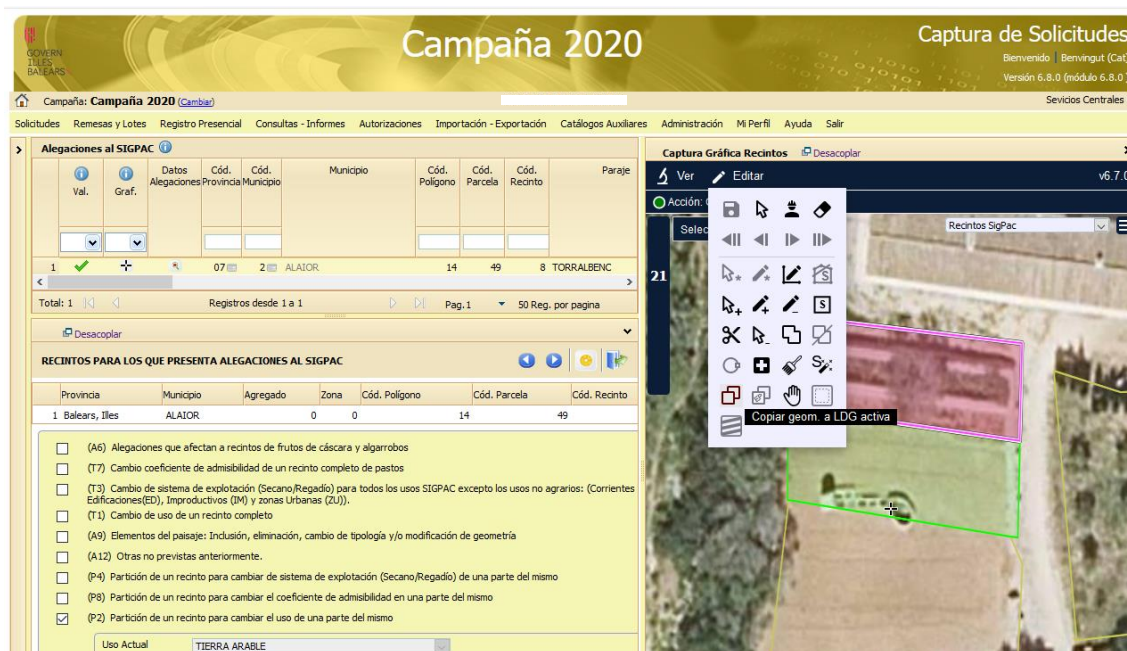 Campaña 2020
Captura de Solicitudes
GOVERN
ILLES
BALEARS
Bienvenido | Benvingut (Cat)
Versión 6.8.0 (módulo 6.8.0
Campaña: Campaña 2020 (Cambiar)
Sevicios Centrales
Solicitudes Remesas y Lotes Registro Presencial Consultas - Informes Autorizaciones Importación - Exportación Catálogos Auxiliares Administración Mi Perfil Ayuda Salir
Alegaciones al SIGPAC
Val. Graf. Datos Alegaciones Cód. Provincia Cód. Municipio Municipio Cód. Polígono Cód. Parcela Cód. Recinto Paraje
1 07 2 ALAIOR 14 49 8 TORRALBENC
Total: 1 Registros desde 1 a 1 Pag. 1 50 Reg. por pagina
Desacoplar
RECINTOS PARA LOS QUE PRESENTA ALEGACIONES AL SIGPAC
Provincia Municipio Agregado Zona Cód. Polígono Cód. Parcela Cód. Recinto
1 Balears, Illes ALAIOR 0 0 14 49
(A6) Alegaciones que afectan a recintos de frutos de cáscara y algarrobos
(T7) Cambio coeficiente de admisibilidad de un recinto completo de pastos
(T3) Cambio de sistema de explotación (Secano/Regadío) para todos los usos SIGPAC excepto los usos no agrarios: (Corrientes
Edificaciones(ED), Improductivos (IM) y zonas Urbanas (ZU)).
(T1) Cambio de uso de un recinto completo
(A9) Elementos del paisaje: Inclusión, eliminación, cambio de tipología y/o modificación de geometría
(A12) Otras no previstas anteriormente.
(P4) Partición de un recinto para cambiar de sistema de explotación (Secano/Regadío) de una parte del mismo
(P8) Partición de un recinto para cambiar el coeficiente de admisibilidad en una parte del mismo
(P2) Partición de un recinto para cambiar el uso de una parte del mismo
Uso Actual TIERRA ARABLE
Captura Gráfica Recintos Desacoplar
Ver Editar v6.7.0
Acción:
Selec
Recintos SigPac
21
S
S
S
Copiar geom. a LDG activa